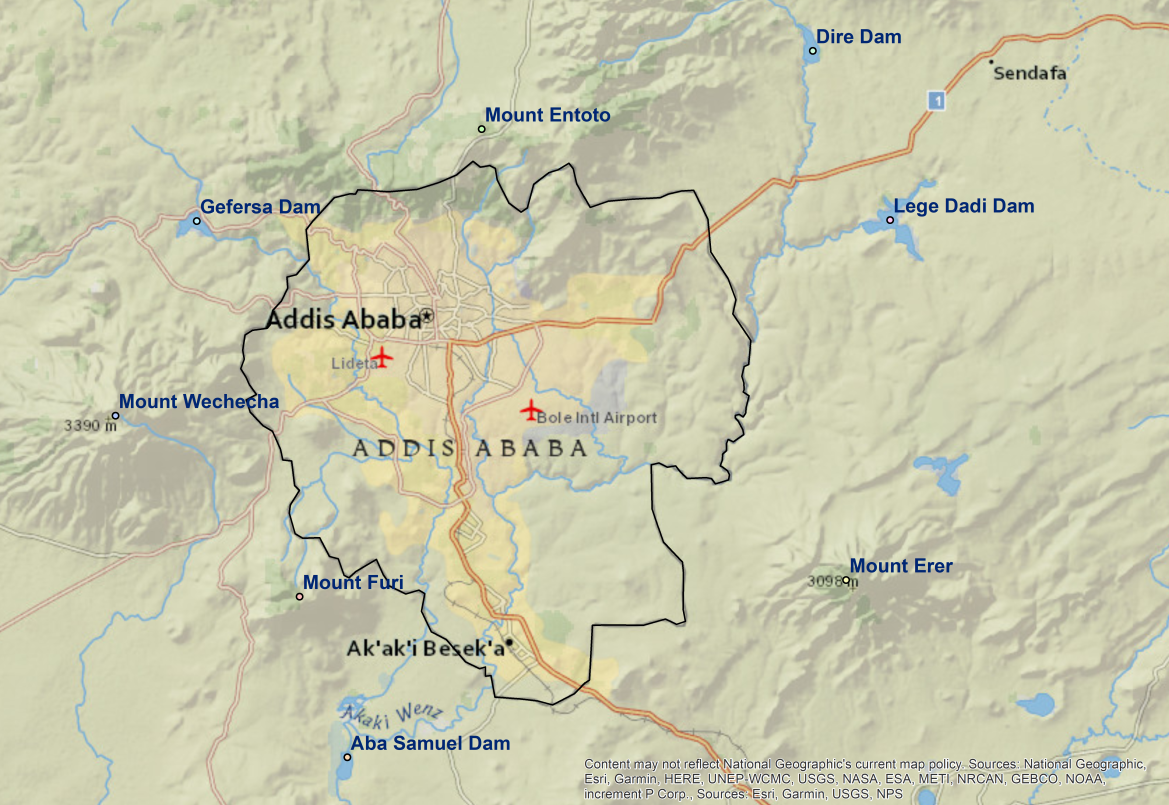 Dire Dam
Sendafa
1
Mount Entoto
Gefersa Dam
Lege Dadi Dam
Addis Ababa
Lideta
Mount Wechecha
3390 m
Bole Intl Airport
ADDIS ABABA
Mount Erer
3098 m
Mount Furi
Ak'ak'i Besek'a
Akaki Wenz
Aba Samuel Dam
Content may not reflect National Geographic's current map policy. Sources: National Geographic,
Esri, Garmin, HERE, UNEP-WCMC, USGS, NASA, ESA, METI, NRCAN, GEBCO, NOAA,
increment P Corp., Sources: Esri, Garmin, USGS, NPS